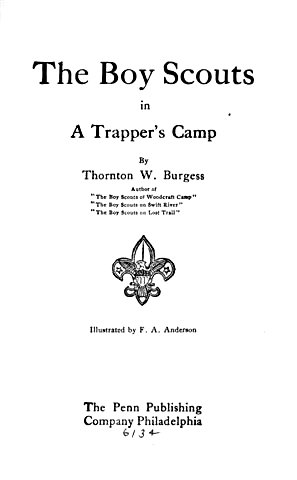 The Boy Scouts
in
A Trapper's Camp
By
Thornton W. Burgess
Author of
"The Boy Scouts of Woodcraft Camp"
"The Boy Scouts on Swift River"
"The Boy Scouts on Lost Trail"
Illustrated by F. A. Anderson
The Penn Publishing
Company Philadelphia